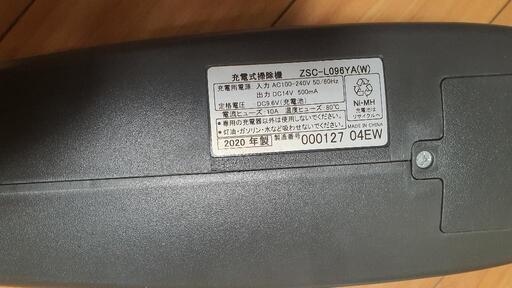 充電式掃除機 ZSC-L096YA(W)
充電用電源 入力 AC100-240V 50/60Hz
出力 DC14V 500mA
定格電圧 DC9.6V(充電池)
電流ヒューズ 10A 温度ヒューズ 80℃
●専用の充電器以外は使用しないでください。
●灯油・ガソリン・水など吸わせないでください。
2020 年製 製造番号 000127 04EW
Ni-MH
充電池は
リサイクルへ
MADE IN CHINA